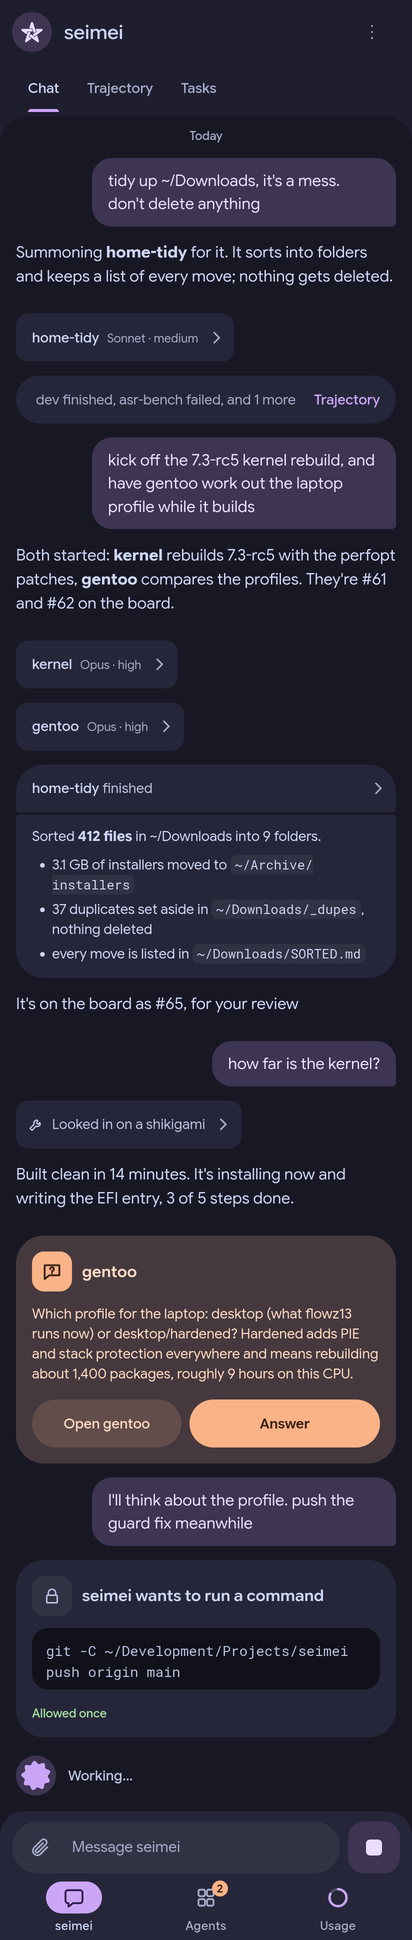 seimei
Chat Trajectory Tasks
Today
tidy up ~/Downloads, it's a mess.
don't delete anything
Summoning home-tidy for it. It sorts into folders
and keeps a list of every move; nothing gets deleted.
home-tidy Sonnet · medium
dev finished, asr-bench failed, and 1 more Trajectory
kick off the 7.3-rc5 kernel rebuild, and
have gentoo work out the laptop
profile while it builds
Both started: kernel rebuilds 7.3-rc5 with the perfopt
patches, gentoo compares the profiles. They're #61
and #62 on the board.
kernel Opus · high
gentoo Opus · high
home-tidy finished
Sorted 412 files in ~/Downloads into 9 folders.
• 3.1 GB of installers moved to ~/Archive/
installers
• 37 duplicates set aside in ~/Downloads/_dupes,
nothing deleted
• every move is listed in ~/Downloads/SORTED.md
It's on the board as #65, for your review
how far is the kernel?
Looked in on a shikigami
Built clean in 14 minutes. It's installing now and
writing the EFI entry, 3 of 5 steps done.
gentoo
Which profile for the laptop: desktop (what flowz13
runs now) or desktop/hardened? Hardened adds PIE
and stack protection everywhere and means rebuilding
about 1,400 packages, roughly 9 hours on this CPU.
Open gentoo Answer
I'll think about the profile. push the
guard fix meanwhile
seimei wants to run a command
git -C ~/Development/Projects/seimei
push origin main
Allowed once
Working...
Message seimei
2
seimei Agents Usage